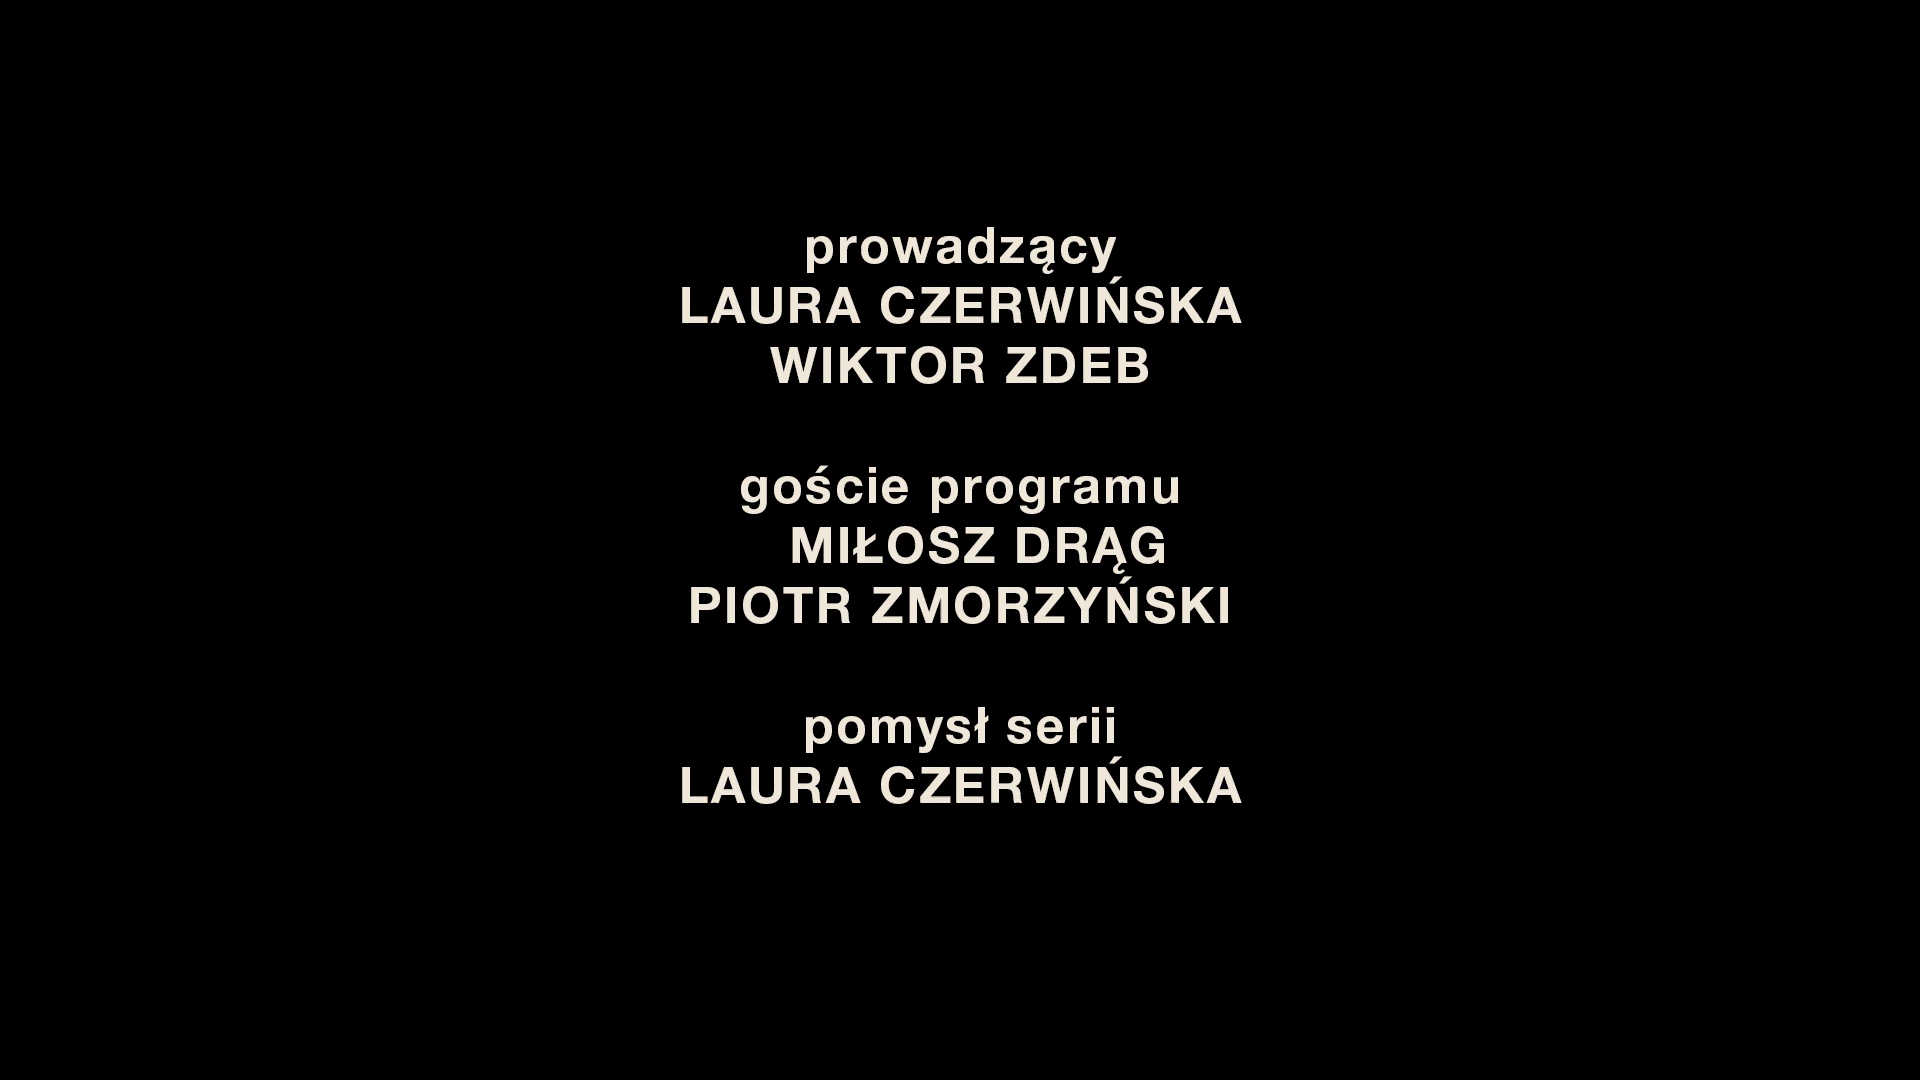 prowadzący
LAURA CZERWIŃSKA
WIKTOR ZDEB
goście programu
MIŁOSZ DRĄG
PIOTR ZMORZYŃSKI
pomysł serii
LAURA CZERWIŃSKA